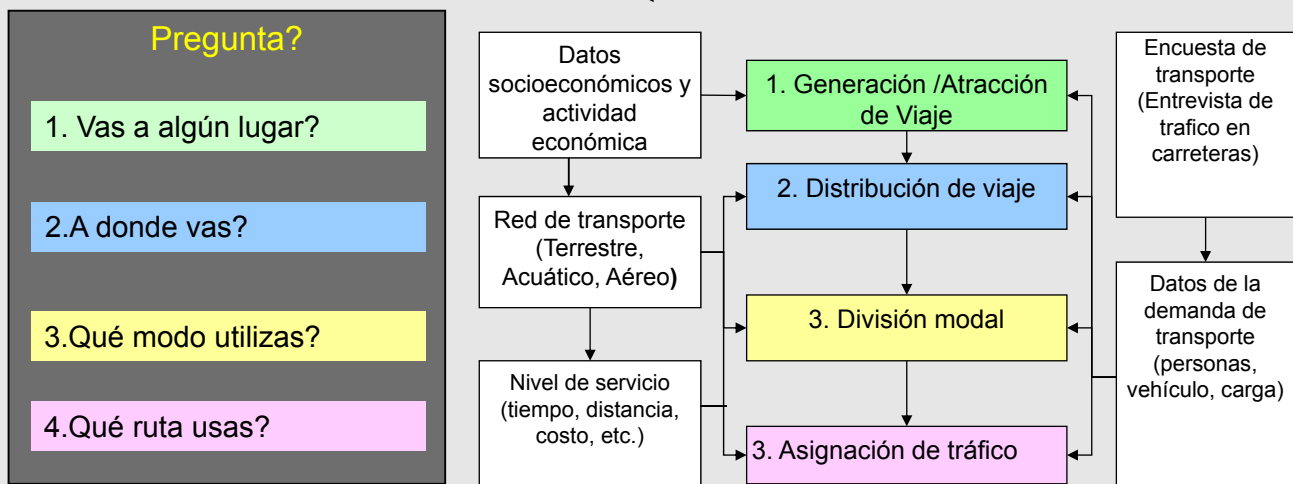 Pregunta?
1. Vas a algún lugar?
2.A donde vas?
3.Qué modo utilizas?
4.Qué ruta usas?
Datos
socioeconómicos y
actividad
económica
Red de transporte
(Terrestre,
Acuático, Aéreo)
Nivel de servicio
(tiempo, distancia,
costo, etc.)
1. Generación /Atracción
de Viaje
2. Distribución de viaje
3. División modal
3. Asignación de tráfico
Encuesta de
transporte
(Entrevista de
trafico en
carreteras)
Datos de la
demanda de
transporte
(personas,
vehículo, carga)